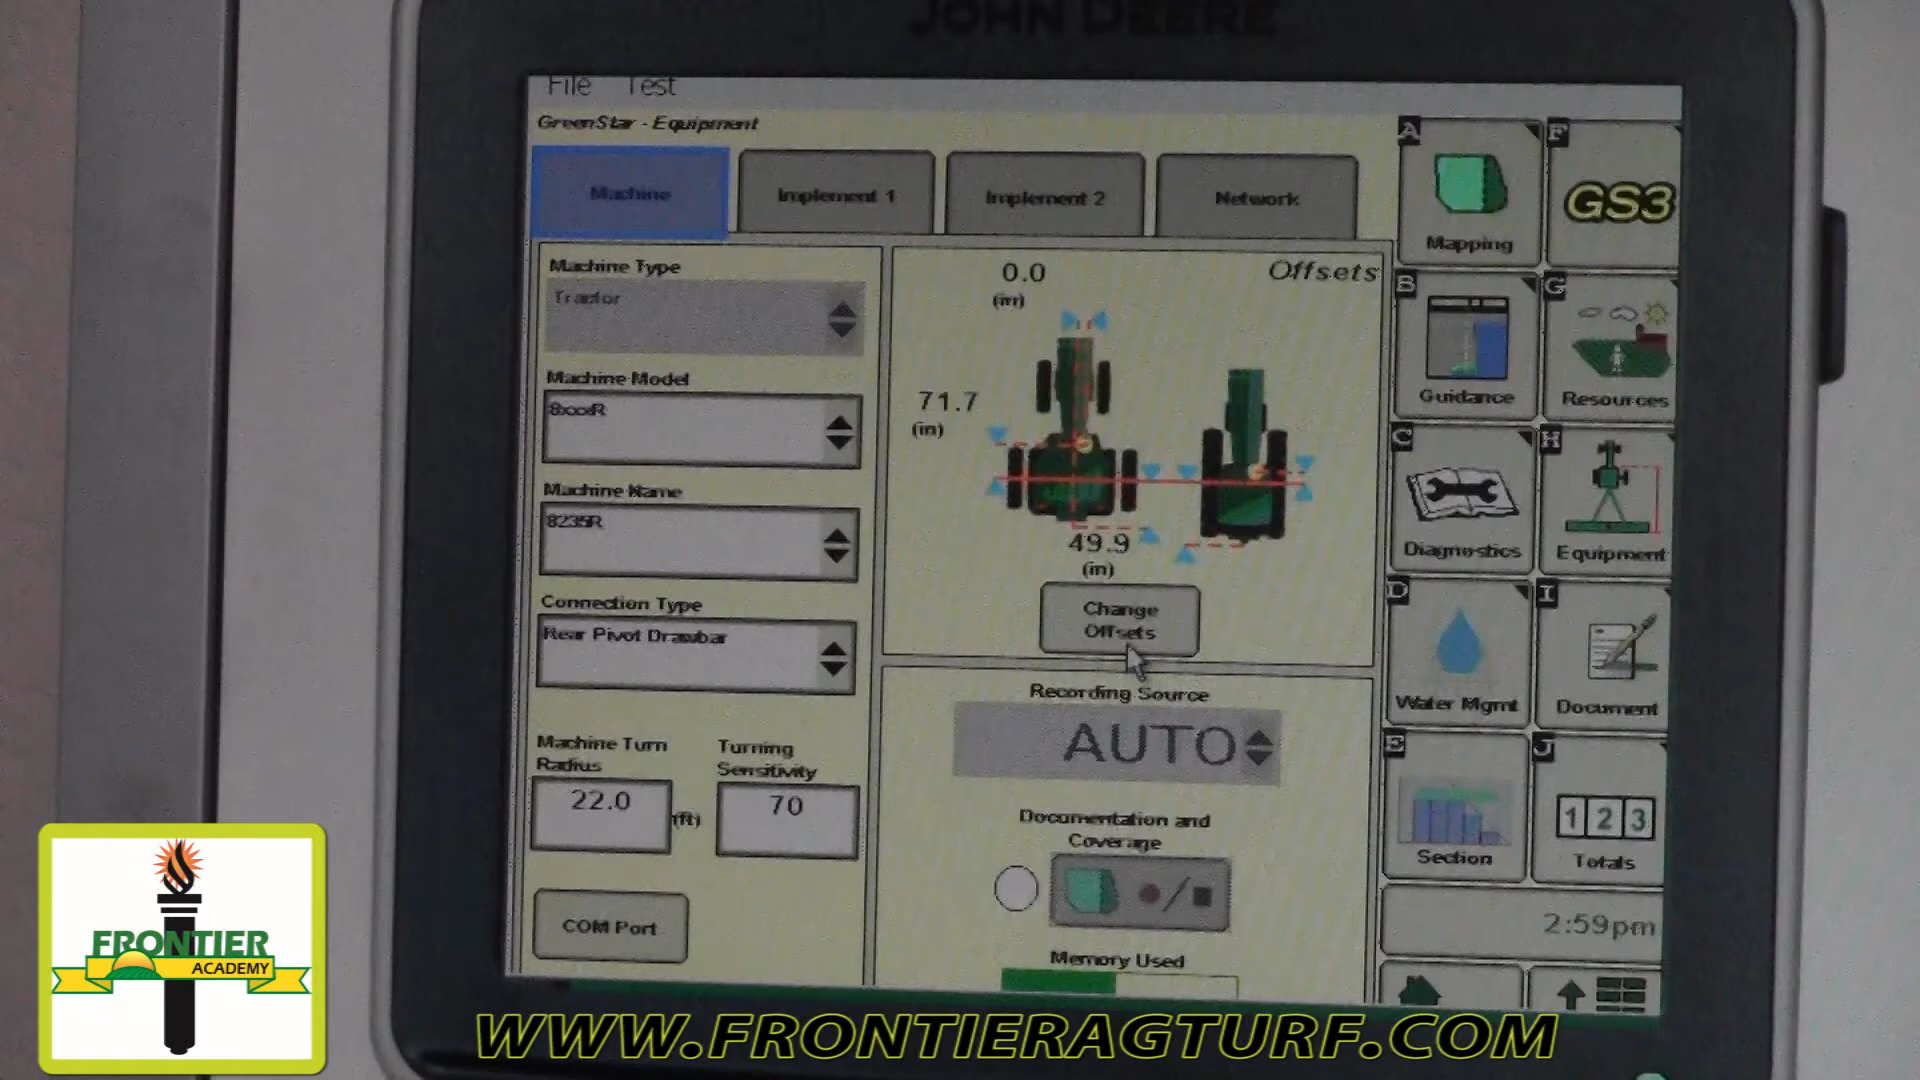 JOHN DEERE
File Test
GreenStar - Equipment
Machine
Implement 1
Implement 2
Network
Machine Type
Tractor
Machine Model
8xxxR
Machine Name
8235R
Connection Type
Rear Pivot Drawbar
Machine Turn
Radius
22.0
(ft)
Turning
Sensitivity
70
COM Port
0.0
(in)
Offsets
71.7
(in)
49.9
(in)
Change
Offsets
Recording Source
AUTO
Documentation and
Coverage
Memory Used
A
Mapping
F
GS3
B
Guidance
G
Resources
C
Diagnostics
H
Equipment
D
Water Mgmt
I
Document
E
Section
J
1 2 3
Totals
2:59pm
FRONTIER
ACADEMY
WWW.FRONTIERAGTURF.COM